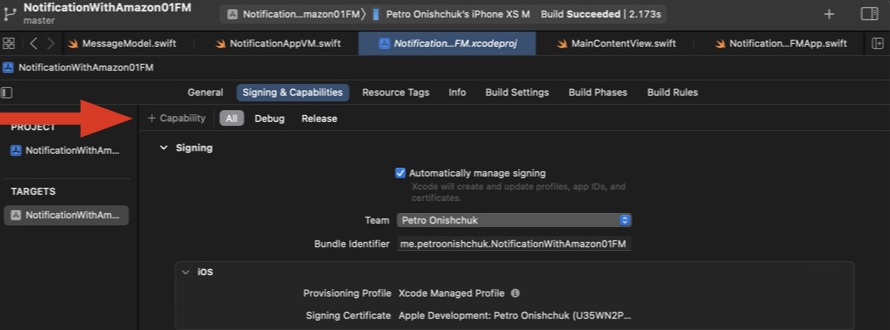 NotificationWithAmazon01FM
master
Notification...mazon01FM
Petro Onishchuk's iPhone XS M
Build Succeeded | 2.173s
MessageModel.swift
NotificationAppVM.swift
Notification...FM.xcodeproj
MainContentView.swift
Notification...FMApp.swift
NotificationWithAmazon01FM
General
Signing & Capabilities
Resource Tags
Info
Build Settings
Build Phases
Build Rules
+ Capability
All
Debug
Release
PROJECT
NotificationWithAm...
TARGETS
NotificationWithAm...
Signing
Automatically manage signing
Xcode will create and update profiles, app IDs, and
certificates.
Team
Petro Onishchuk
Bundle Identifier
me.petroonishchuk.NotificationWithAmazon01FM
iOS
Provisioning Profile
Xcode Managed Profile
Signing Certificate
Apple Development: Petro Onishchuk (U35WN2P...